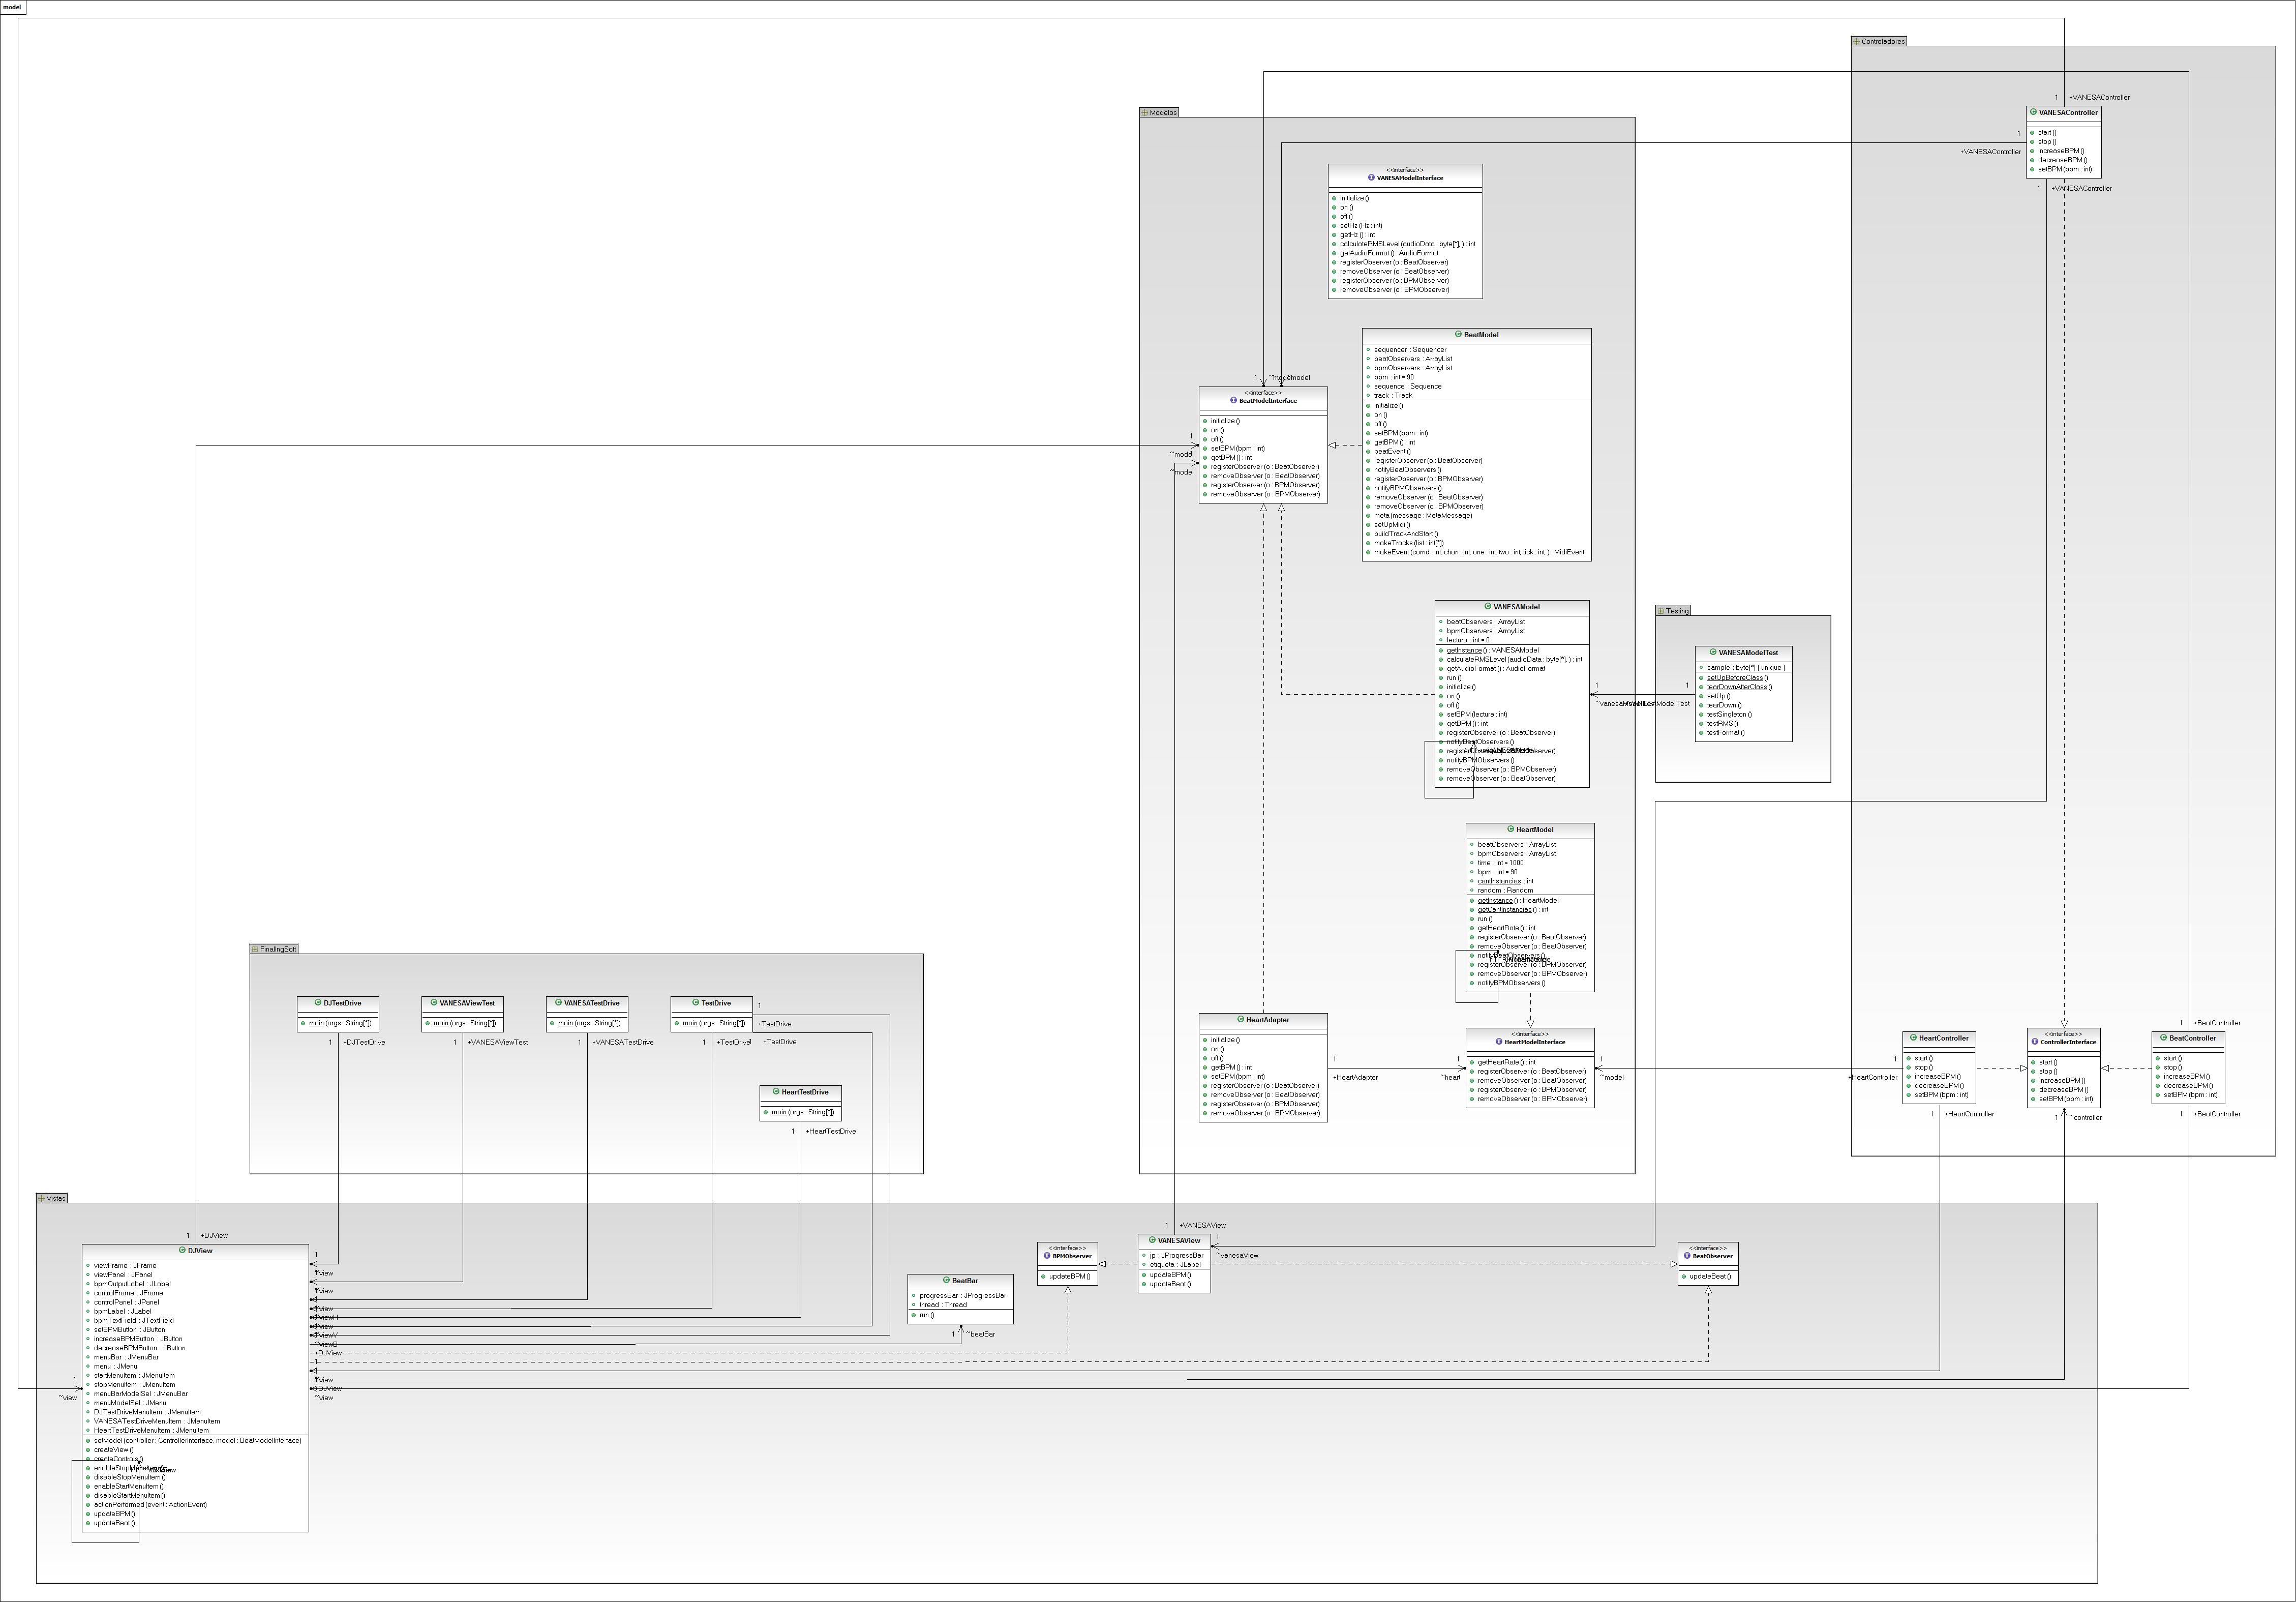 model
Controladores
1 +VANESAController
VANESAController
start ()
stop ()
increaseBPM ()
decreaseBPM ()
setBPM (bpm : int)
1
+VANESAController
1 +VANESAController
Modelos
<<interface>>
VANESAModelInterface
initialize ()
on ()
off ()
setHz (Hz : int)
getHz () : int
calculateRMSLevel (audioData : byte[*], ) : int
getAudioFormat () : AudioFormat
registerObserver (o : BeatObserver)
removeObserver (o : BeatObserver)
registerObserver (o : BPMObserver)
removeObserver (o : BPMObserver)
BeatModel
sequencer : Sequencer
beatObservers : ArrayList
bpmObservers : ArrayList
bpm : int = 90
sequence : Sequence
track : Track
initialize ()
on ()
off ()
setBPM (bpm : int)
getBPM () : int
beatEvent ()
registerObserver (o : BeatObserver)
notifyBeatObservers ()
registerObserver (o : BPMObserver)
notifyBPMObservers ()
removeObserver (o : BeatObserver)
removeObserver (o : BPMObserver)
meta (message : MetaMessage)
setUpMidi ()
buildTrackAndStart ()
makeTracks (list : int[*])
makeEvent (comd : int, chan : int, one : int, two : int, tick : int, ) : MidiEvent
1
~model
<<interface>>
BeatModelInterface
initialize ()
on ()
off ()
setBPM (bpm : int)
getBPM () : int
registerObserver (o : BeatObserver)
removeObserver (o : BeatObserver)
registerObserver (o : BPMObserver)
removeObserver (o : BPMObserver)
1
~model
~model
VANESAModel
beatObservers : ArrayList
bpmObservers : ArrayList
lectura : int = 0
getInstance () : VANESAModel
calculateRMSLevel (audioData : byte[*], ) : int
getAudioFormat () : AudioFormat
run ()
initialize ()
on ()
off ()
setBPM (lectura : int)
getBPM () : int
registerObserver (o : BeatObserver)
notifyBeatObservers ()
notifyBPMObservers ()
removeObserver (o : BPMObserver)
removeObserver (o : BeatObserver)
1
1
Testing
VANESAModelTest
sample : byte[*] { unique }
setUpBeforeClass ()
tearDownAfterClass ()
setUp ()
tearDown ()
testSingleton ()
testRMS ()
testFormat ()
HeartModel
beatObservers : ArrayList
bpmObservers : ArrayList
time : int = 1000
bpm : int = 90
cantInstancias : int
random : Random
getInstance () : HeartModel
getCantInstancias () : int
run ()
getHeartRate () : int
registerObserver (o : BeatObserver)
removeObserver (o : BeatObserver)
notifyBeatObservers ()
registerObserver (o : BPMObserver)
removeObserver (o : BPMObserver)
notifyBPMObservers ()
FinalIngSoft
DJTestDrive
main (args : String[*])
1 +DJTestDrive
VANESAViewTest
main (args : String[*])
1 +VANESAViewTest
VANESATestDrive
main (args : String[*])
1 +VANESATestDrive
TestDrive
main (args : String[*])
1 +TestDrive
1
+TestDrive
+TestDrive
HeartTestDrive
main (args : String[*])
1 +HeartTestDrive
HeartAdapter
initialize ()
on ()
off ()
getBPM () : int
setBPM (bpm : int)
registerObserver (o : BeatObserver)
removeObserver (o : BeatObserver)
registerObserver (o : BPMObserver)
removeObserver (o : BPMObserver)
1
+HeartAdapter
1
~heart
<<interface>>
HeartModelInterface
getHeartRate () : int
registerObserver (o : BeatObserver)
removeObserver (o : BeatObserver)
registerObserver (o : BPMObserver)
removeObserver (o : BPMObserver)
1
~model
1
+HeartController
HeartController
start ()
stop ()
increaseBPM ()
decreaseBPM ()
setBPM (bpm : int)
1 +HeartController
<<interface>>
ControllerInterface
start ()
stop ()
increaseBPM ()
decreaseBPM ()
setBPM (bpm : int)
1 ~controller
1 +BeatController
BeatController
start ()
stop ()
increaseBPM ()
decreaseBPM ()
setBPM (bpm : int)
1 +BeatController
Vistas
1 +DJView
DJView
viewFrame : JFrame
viewPanel : JPanel
bpmOutputLabel : JLabel
controlFrame : JFrame
controlPanel : JPanel
bpmLabel : JLabel
bpmTextField : JTextField
setBPMButton : JButton
increaseBPMButton : JButton
decreaseBPMButton : JButton
menuBar : JMenuBar
menu : JMenu
startMenuItem : JMenuItem
stopMenuItem : JMenuItem
menuBarModelSel : JMenuBar
menuModelSel : JMenu
DJTestDriveMenuItem : JMenuItem
VANESATestDriveMenuItem : JMenuItem
HeartTestDriveMenuItem : JMenuItem
setModel (controller : ControllerInterface, model : BeatModelInterface)
createView ()
createControls ()
disableStopMenuItem ()
enableStartMenuItem ()
disableStartMenuItem ()
actionPerformed (event : ActionEvent)
updateBPM ()
updateBeat ()
1
~view
1
~view
~view
~view
~viewH
~view
~viewV
~viewB
+DJView
1
~view
+DJView
~view
BeatBar
progressBar : JProgressBar
thread : Thread
run ()
1 ~beatBar
<<interface>>
BPMObserver
updateBPM ()
1 +VANESAView
VANESAView
jp : JProgressBar
etiqueta : JLabel
updateBPM ()
updateBeat ()
1
~vanesaView
<<interface>>
BeatObserver
updateBeat ()